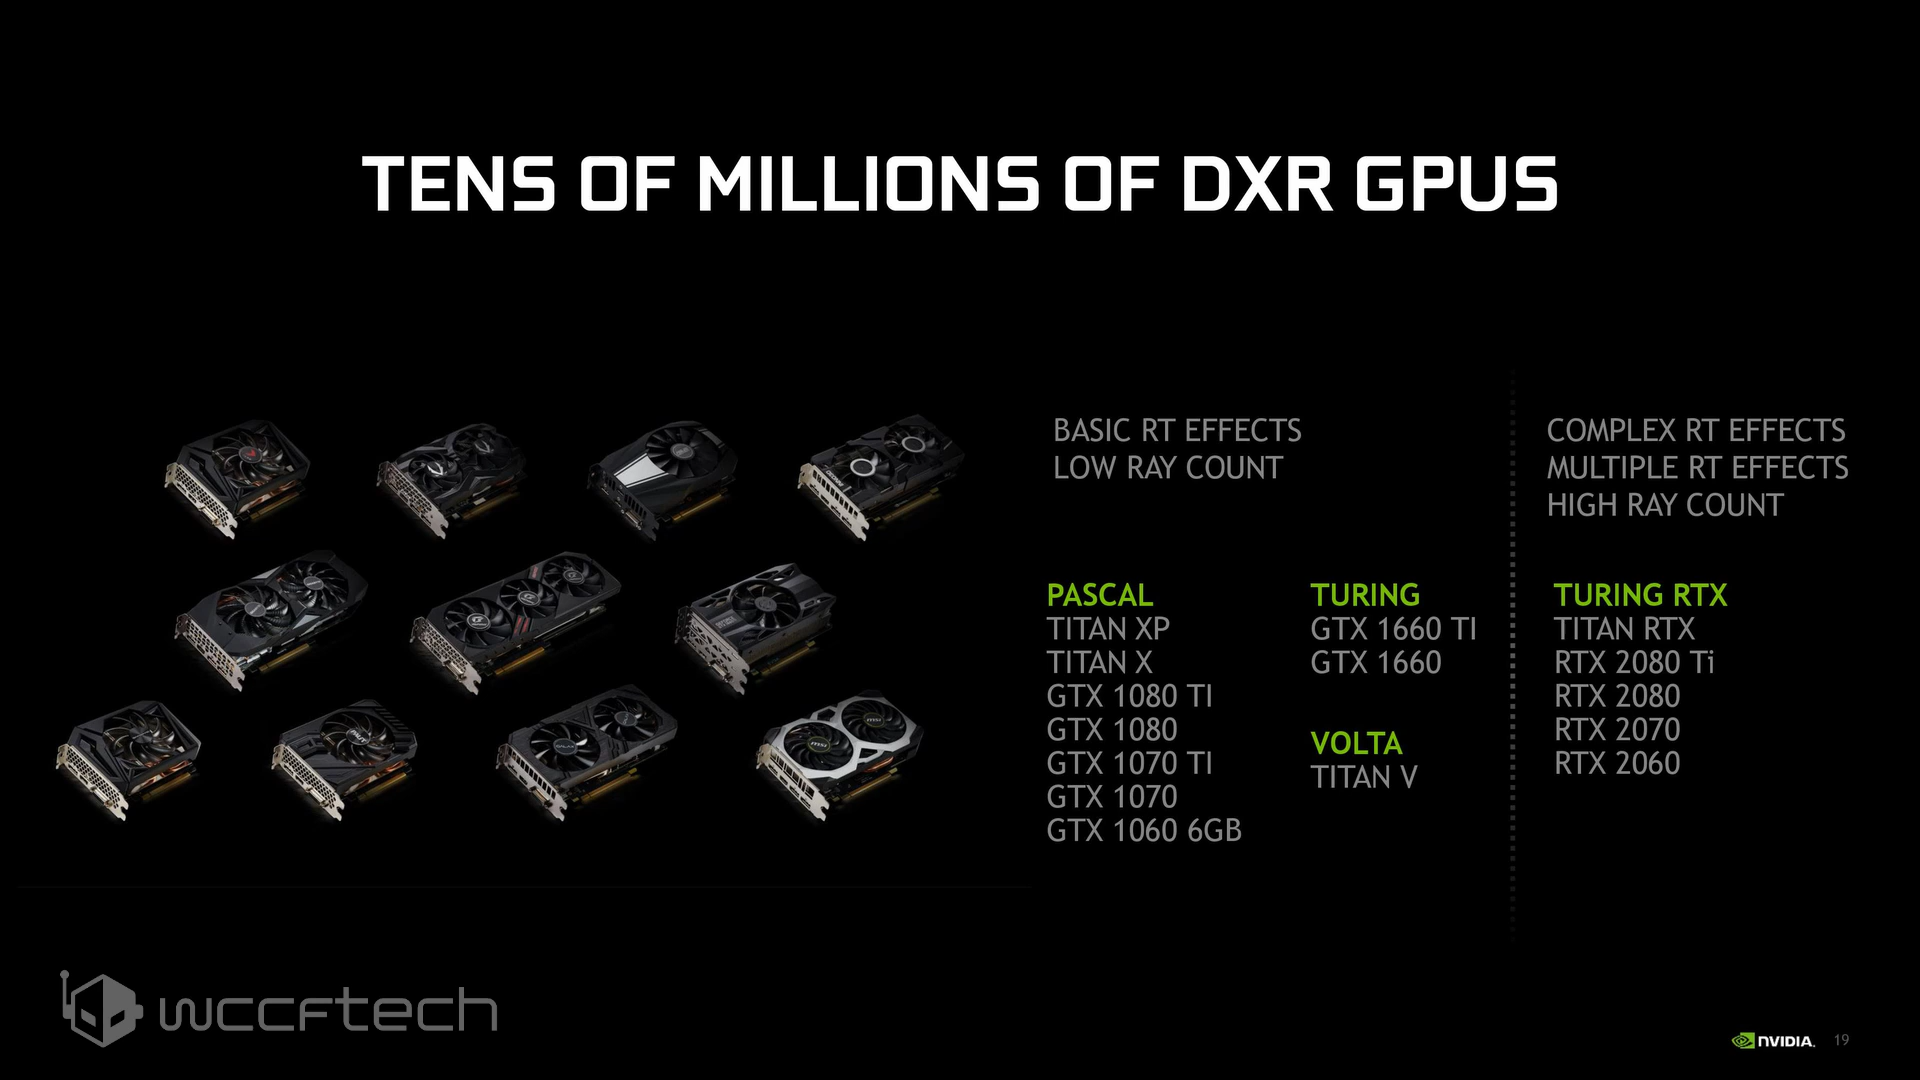 TENS OF MILLIONS OF DXR GPUS
BASIC RT EFFECTS
LOW RAY COUNT
COMPLEX RT EFFECTS
MULTIPLE RT EFFECTS
HIGH RAY COUNT
PASCAL
TITAN XP
TITAN X
GTX 1080 TI
GTX 1080
GTX 1070 TI
GTX 1070
GTX 1060 6GB
TURING
GTX 1660 TI
GTX 1660
VOLTA
TITAN V
TURING RTX
TITAN RTX
RTX 2080 Ti
RTX 2080
RTX 2070
RTX 2060
wccftech
NVIDIA.
19